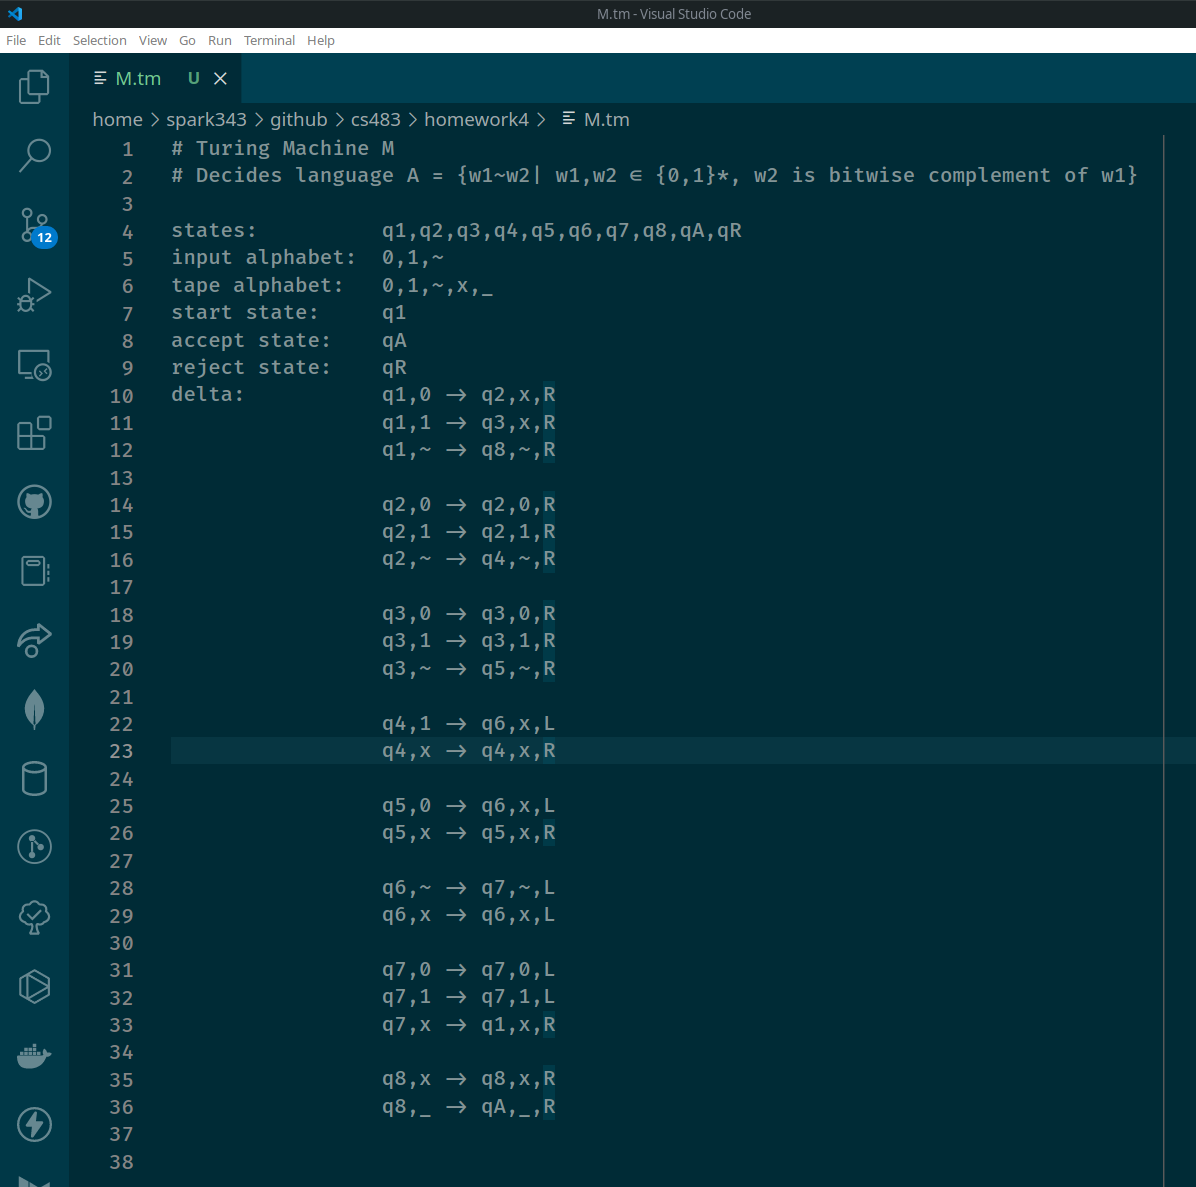 M.tm - Visual Studio Code
File Edit Selection View Go Run Terminal Help
M.tm U
home > spark343 > github > cs483 > homework4 > M.tm
12
1 # Turing Machine M
2 # Decides language A = {w1~w2| w1,w2 ∈ {0,1}*, w2 is bitwise complement of w1}
3
4 states: q1,q2,q3,q4,q5,q6,q7,q8,qA,qR
5 input alphabet: 0,1,~
6 tape alphabet: 0,1,~,x,_
7 start state: q1
8 accept state: qA
9 reject state: qR
10 delta: q1,0 -> q2,x,R
11 q1,1 -> q3,x,R
12 q1,~ -> q8,~,R
13
14 q2,0 -> q2,0,R
15 q2,1 -> q2,1,R
16 q2,~ -> q4,~,R
17
18 q3,0 -> q3,0,R
19 q3,1 -> q3,1,R
20 q3,~ -> q5,~,R
21
22 q4,1 -> q6,x,L
23 q4,x -> q4,x,R
24
25 q5,0 -> q6,x,L
26 q5,x -> q5,x,R
27
28 q6,~ -> q7,~,L
29 q6,x -> q6,x,L
30
31 q7,0 -> q7,0,L
32 q7,1 -> q7,1,L
33 q7,x -> q1,x,R
34
35 q8,x -> q8,x,R
36 q8,_ -> qA,_,R
37
38